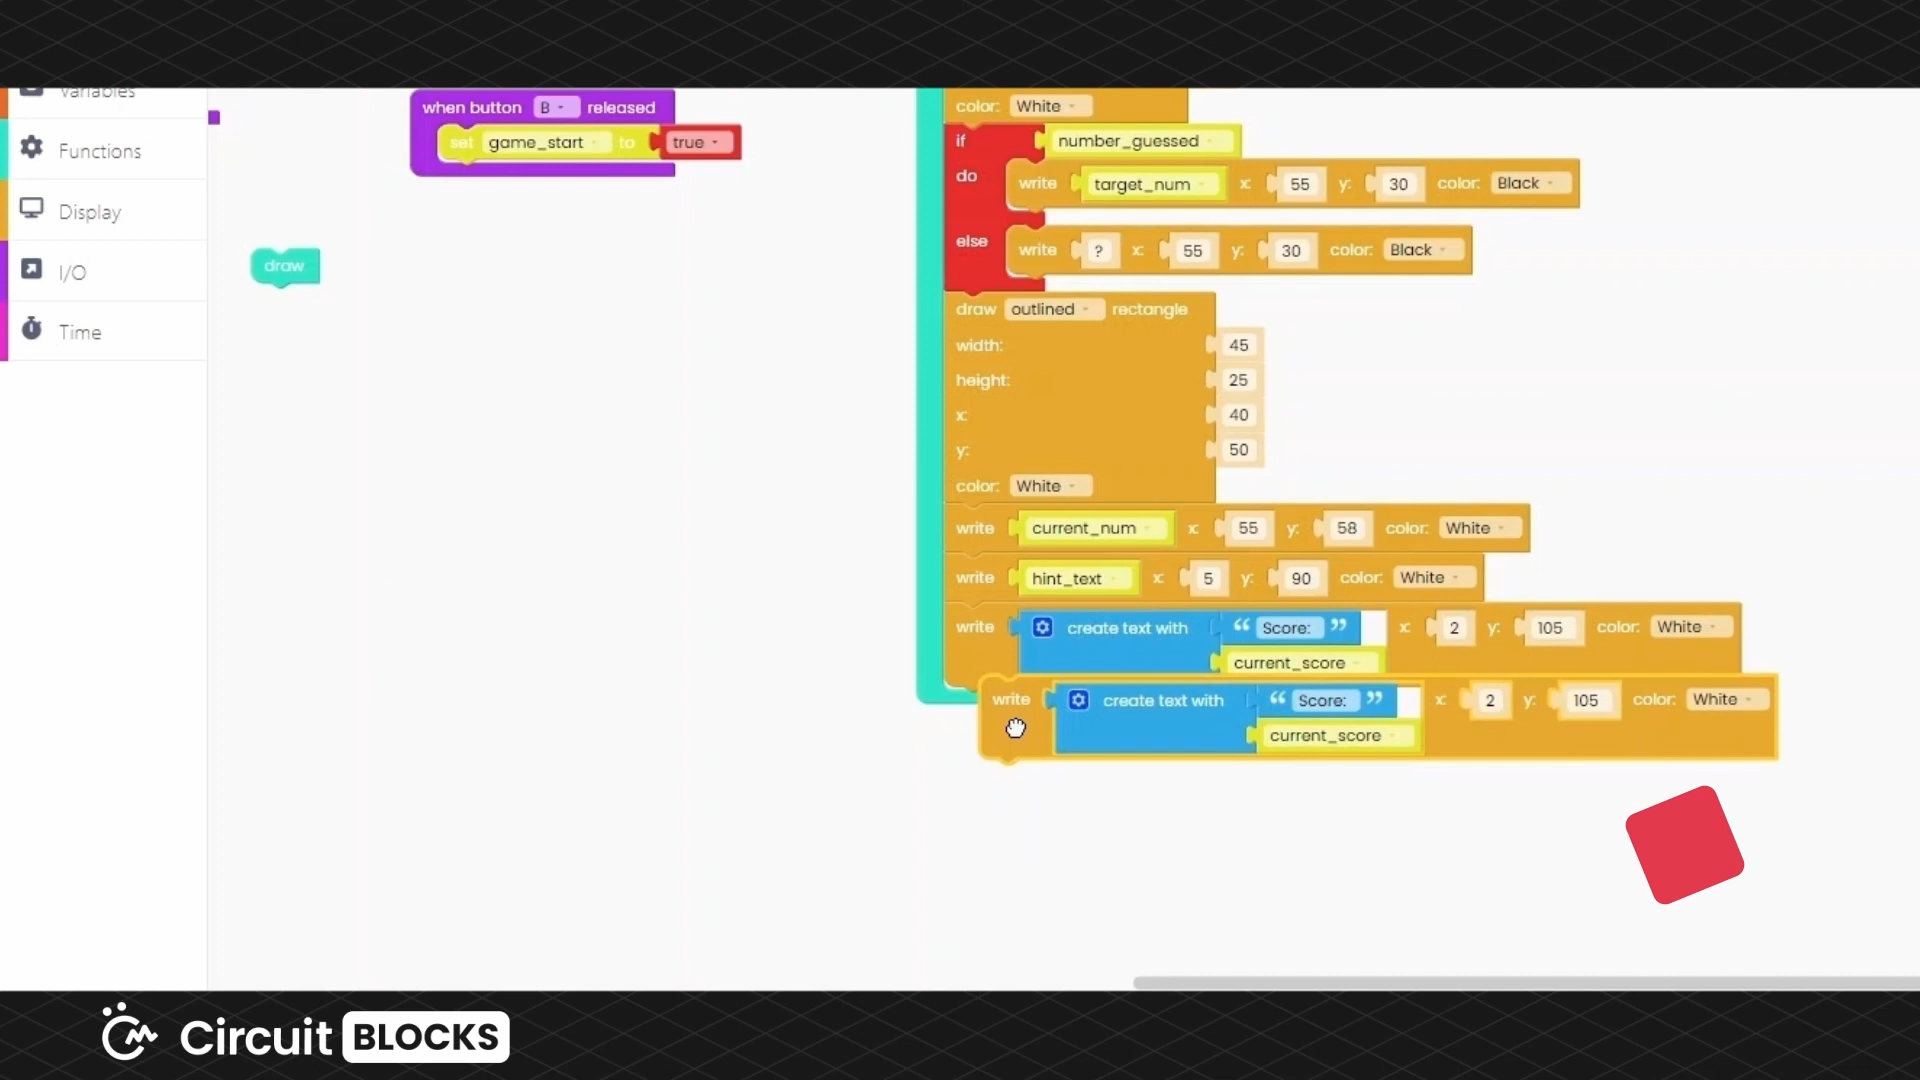 Variables
Functions
Display
I/O
Time
when button B released
set game_start to true
draw
color: White
if number_guessed
do write target_num x: 55 y: 30 color: Black
else write ? x: 55 y: 30 color: Black
draw outlined rectangle
width: 45
height: 25
x: 40
y: 50
color: White
write current_num x: 55 y: 58 color: White
write hint_text x: 5 y: 90 color: White
write create text with “ Score: ” x: 2 y: 105 color: White
current_score
write create text with “ Score: ” x: 2 y: 105 color: White
current_score
Circuit BLOCKS